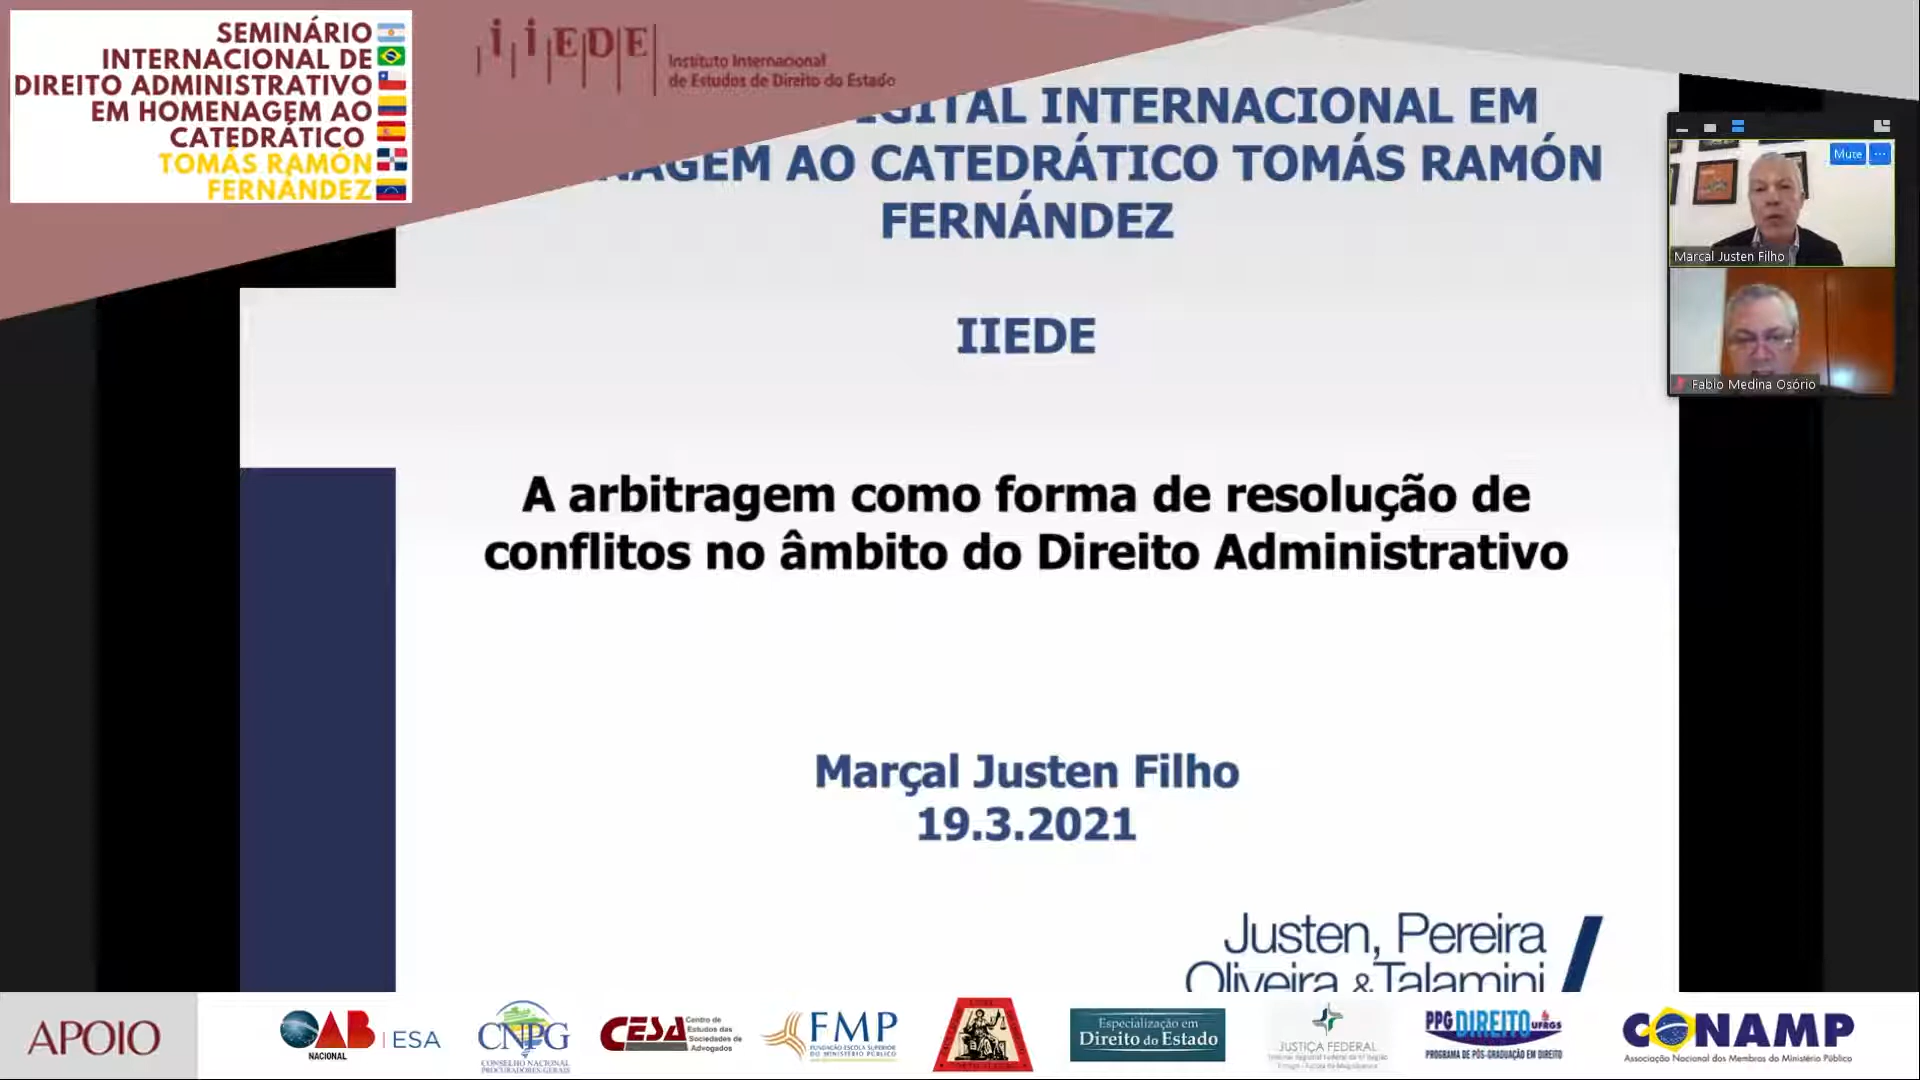 SEMINÁRIO
INTERNACIONAL DE
DIREITO ADMINISTRATIVO
EM HOMENAGEM AO
CATEDRÁTICO
TOMÁS RAMÓN
FERNÁNDEZ
iiEDE
Instituto Internacional
de Estudos de Direito do Estado
GITAL INTERNACIONAL EM
NAGEM AO CATEDRÁTICO TOMÁS RAMÓN
FERNÁNDEZ
IIEDE
A arbitragem como forma de resolução de
conflitos no âmbito do Direito Administrativo
Marçal Justen Filho
19.3.2021
Justen, Pereira
Oliveira & Talamini
Mute
Marcal Justen Filho
Fabio Medina Osório
APOIO
OAB
NACIONAL
ESA
CNPG
CONSELHO NACIONAL
PROCURADORES-GERAIS
CESA
Centro de
Estudos das
Sociedades de
Advogados
FMP
FUNDAÇÃO ESCOLA SUPERIOR
DO MINISTÉRIO PÚBLICO
Especialização em
Direito do Estado
JUSTIÇA FEDERAL
PPG DIREITO UFRGS
PROGRAMA DE PÓS-GRADUAÇÃO EM DIREITO
CONAMP
Associação Nacional dos Membros do Ministério Público